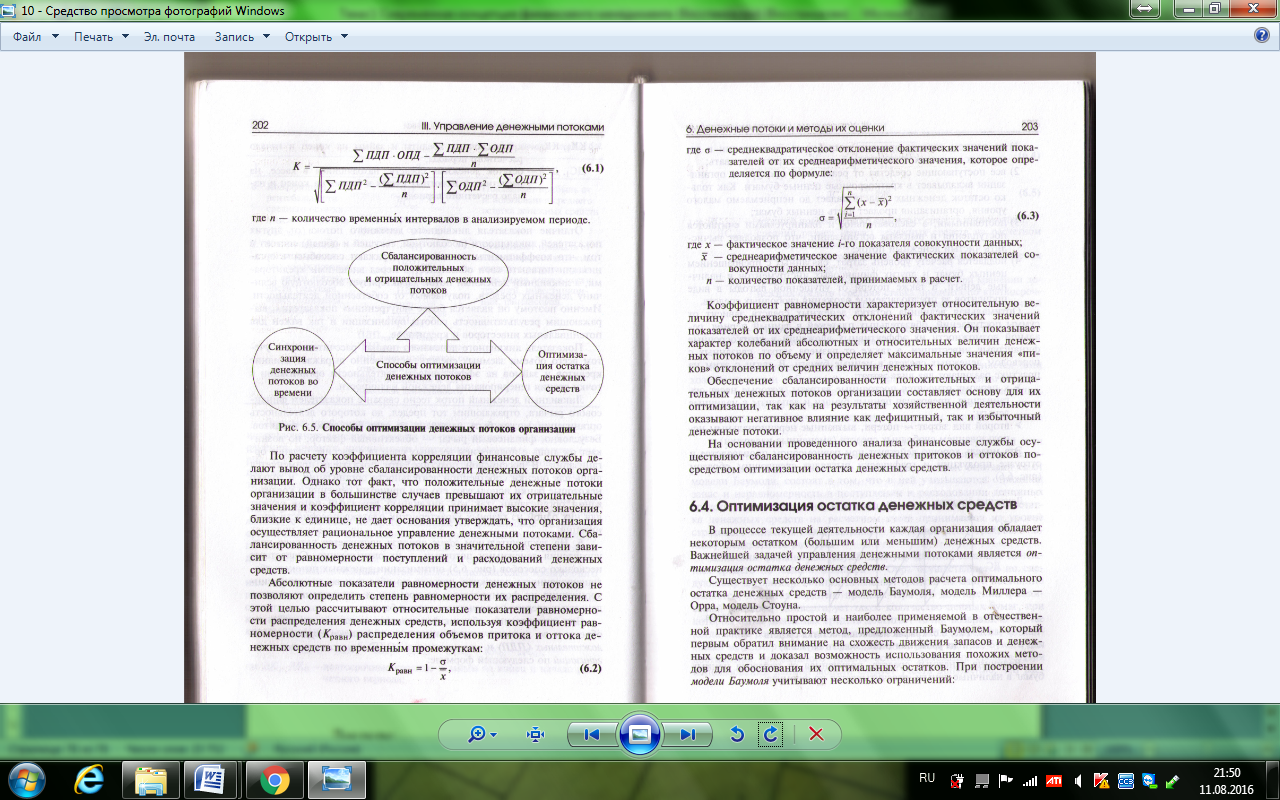 10 - Средство просмотра фотографий Windows
Файл Печать Эл. почта Запись Открыть
202 III. Управление денежными потоками
K = (∑ ПДП · ОПД – (∑ ПДП · ∑ ОДП)/n) / √([∑ ПДП² – (∑ ПДП)²/n] · [∑ ОДП² – (∑ ОДП)²/n]), (6.1)
где n — количество временны́х интервалов в анализируемом периоде.
Сбалансированность
положительных
и отрицательных денежных
потоков
Синхрони-
зация
денежных
потоков во
времени
Способы оптимизации
денежных потоков
Оптимиза-
ция остатка
денежных
средств
Рис. 6.5. Способы оптимизации денежных потоков организации
По расчету коэффициента корреляции финансовые службы де-
лают вывод об уровне сбалансированности денежных потоков орга-
низации. Однако тот факт, что положительные денежные потоки
организации в большинстве случаев превышают их отрицательные
значения и коэффициент корреляции принимает высокие значения,
близкие к единице, не дает основания утверждать, что организация
осуществляет рациональное управление денежными потоками. Сба-
лансированность денежных потоков в значительной степени зави-
сит от равномерности поступлений и расходований денежных
средств.
Абсолютные показатели равномерности денежных потоков не
позволяют определить степень равномерности их распределения. С
этой целью рассчитывают относительные показатели равномерно-
сти распределения денежных средств, используя коэффициент рав-
номерности (Kравн) распределения объемов притока и оттока де-
нежных средств по временны́м промежуткам:
Kравн = 1 – σ/x, (6.2)
6. Денежные потоки и методы их оценки 203
где σ — среднеквадратическое отклонение фактических значений пока-
зателей от их среднеарифметического значения, которое опре-
деляется по формуле:
σ = √(∑ⁿᵢ₌₁ (x – x̄)² / n), (6.3)
где x — фактическое значение i-го показателя совокупности данных;
x̄ — среднеарифметическое значение фактических показателей со-
вокупности данных;
n — количество показателей, принимаемых в расчет.
Коэффициент равномерности характеризует относительную ве-
личину среднеквадратических отклонений фактических значений
показателей от их среднеарифметического значения. Он показывает
характер колебаний абсолютных и относительных величин денеж-
ных потоков по объему и определяет максимальные значения «пи-
ков» отклонений от средних величин денежных потоков.
Обеспечение сбалансированности положительных и отрица-
тельных денежных потоков организации составляет основу для их
оптимизации, так как на результаты хозяйственной деятельности
оказывают негативное влияние как дефицитный, так и избыточный
денежные потоки.
На основании проведенного анализа финансовые службы осу-
ществляют сбалансированность денежных притоков и оттоков по-
средством оптимизации остатка денежных средств.
6.4. Оптимизация остатка денежных средств
В процессе текущей деятельности каждая организация обладает
некоторым остатком (большим или меньшим) денежных средств.
Важнейшей задачей управления денежными потоками является оп-
тимизация остатка денежных средств.
Существует несколько основных методов расчета оптимального
остатка денежных средств — модель Баумоля, модель Миллера —
Орра, модель Стоуна.
Относительно простой и наиболее применяемой в отечествен-
ной практике является метод, предложенный Баумолем, который
первым обратил внимание на схожесть движения запасов и денеж-
ных средств и доказал возможность использования похожих мето-
дов для обоснования их оптимальных остатков. При построении
модели Баумоля учитывают несколько ограничений:
RU
ATI
CCБ
21:50
11.08.2016